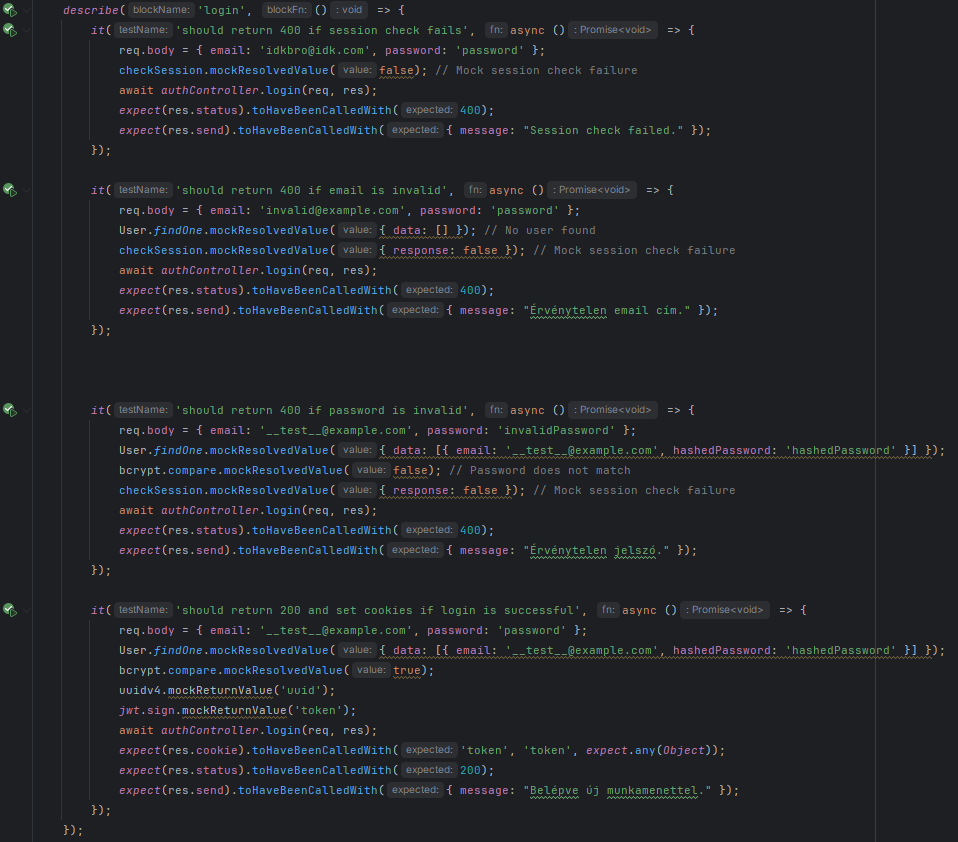 describe( blockName: 'login', blockFn: () : void => {
it( testName: 'should return 400 if session check fails', fn: async () : Promise<void> => {
req.body = { email: 'idkbro@idk.com', password: 'password' };
checkSession.mockResolvedValue( value: false); // Mock session check failure
await authController.login(req, res);
expect(res.status).toHaveBeenCalledWith( expected: 400);
expect(res.send).toHaveBeenCalledWith( expected: { message: "Session check failed." });
});
it( testName: 'should return 400 if email is invalid', fn: async () : Promise<void> => {
req.body = { email: 'invalid@example.com', password: 'password' };
User.findOne.mockResolvedValue( value: { data: [] }); // No user found
checkSession.mockResolvedValue( value: { response: false }); // Mock session check failure
await authController.login(req, res);
expect(res.status).toHaveBeenCalledWith( expected: 400);
expect(res.send).toHaveBeenCalledWith( expected: { message: "Érvénytelen email cím." });
});
it( testName: 'should return 400 if password is invalid', fn: async () : Promise<void> => {
req.body = { email: '__test__@example.com', password: 'invalidPassword' };
User.findOne.mockResolvedValue( value: { data: [{ email: '__test__@example.com', hashedPassword: 'hashedPassword' }] });
bcrypt.compare.mockResolvedValue( value: false); // Password does not match
checkSession.mockResolvedValue( value: { response: false }); // Mock session check failure
await authController.login(req, res);
expect(res.status).toHaveBeenCalledWith( expected: 400);
expect(res.send).toHaveBeenCalledWith( expected: { message: "Érvénytelen jelszó." });
});
it( testName: 'should return 200 and set cookies if login is successful', fn: async () : Promise<void> => {
req.body = { email: '__test__@example.com', password: 'password' };
User.findOne.mockResolvedValue( value: { data: [{ email: '__test__@example.com', hashedPassword: 'hashedPassword' }] });
bcrypt.compare.mockResolvedValue( value: true);
uuidv4.mockReturnValue('uuid');
jwt.sign.mockReturnValue('token');
await authController.login(req, res);
expect(res.cookie).toHaveBeenCalledWith( expected: 'token', 'token', expect.any(Object));
expect(res.status).toHaveBeenCalledWith( expected: 200);
expect(res.send).toHaveBeenCalledWith( expected: { message: "Belépve új munkamenettel." });
});
});